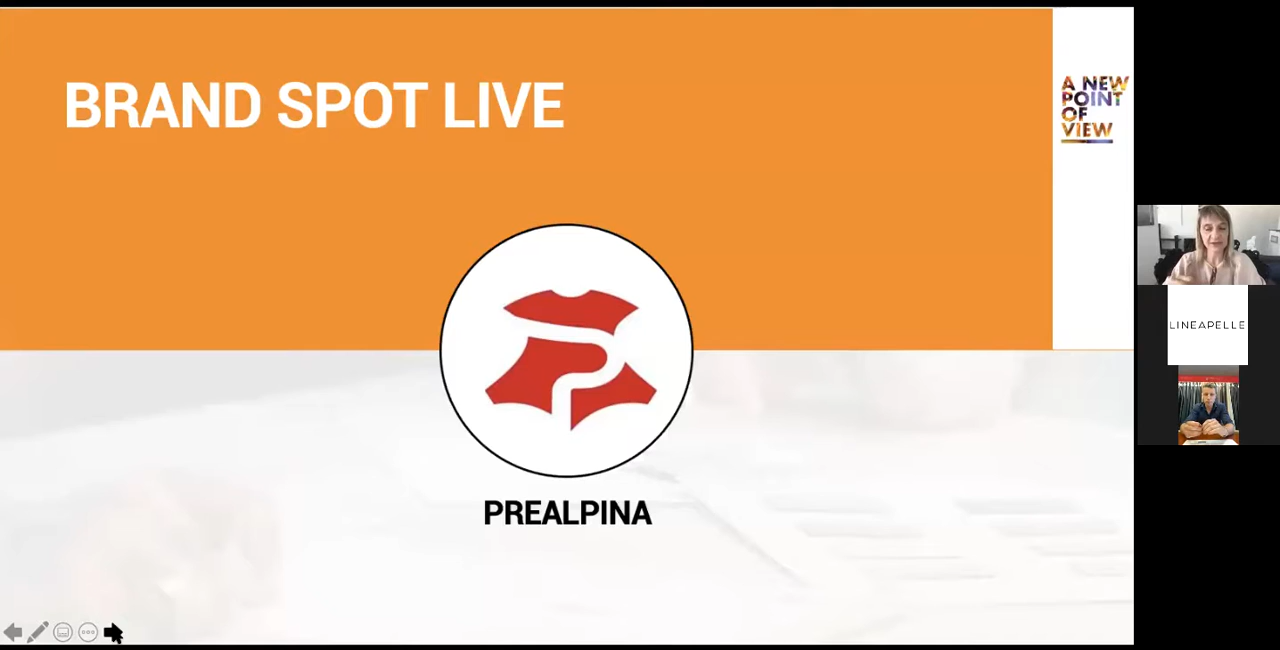 BRAND SPOT LIVE
A NEW
POINT
OF
VIEW
LINEAPELLE
PREALPINA